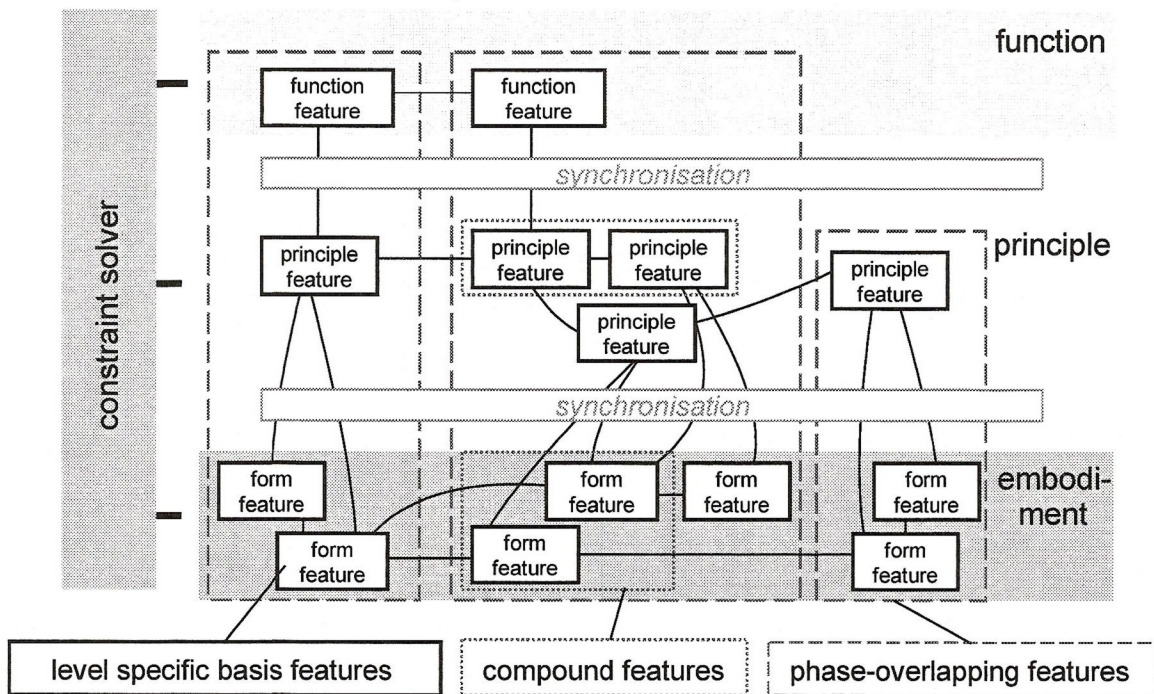 function
function
feature
function
feature
synchronisation
constraint solver
principle
principle
feature
principle
feature
principle
feature
principle
feature
principle
feature
synchronisation
embodi-
ment
form
feature
form
feature
form
feature
form
feature
form
feature
form
feature
form
feature
level specific basis features
compound features
phase-overlapping features